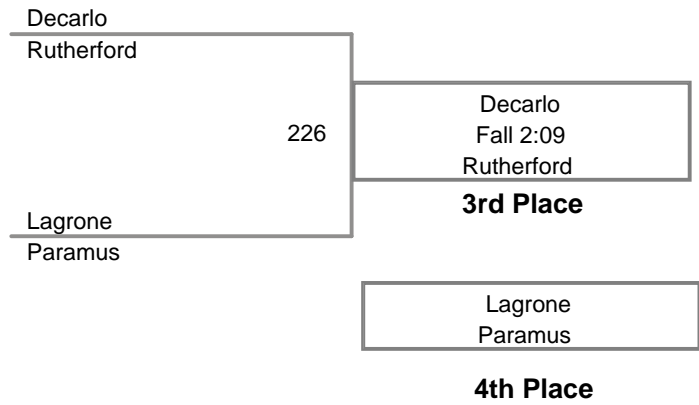 Decarlo
Rutherford
226
Decarlo
Fall 2:09
Rutherford
3rd Place
Lagrone
Paramus
Lagrone
Paramus
4th Place